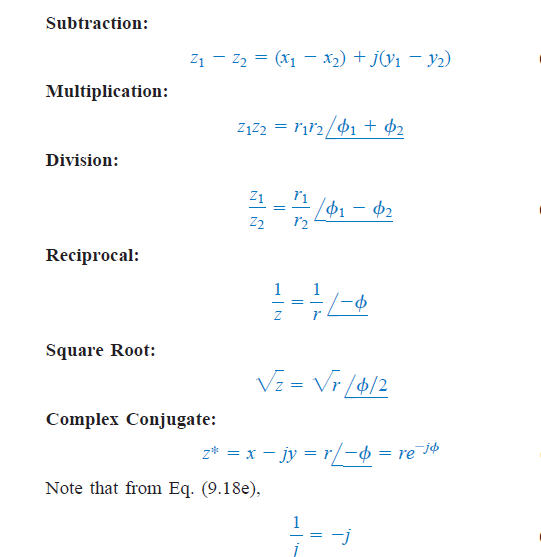 Subtraction:
z₁ − z₂ = (x₁ − x₂) + j(y₁ − y₂)
Multiplication:
z₁z₂ = r₁r₂/ϕ₁ + ϕ₂
Division:
z₁/z₂ = r₁/r₂ /ϕ₁ − ϕ₂
Reciprocal:
1/z = 1/r /−ϕ
Square Root:
√z = √r /ϕ/2
Complex Conjugate:
z* = x − jy = r/−ϕ = re^−jϕ
Note that from Eq. (9.18e),
1/j = −j